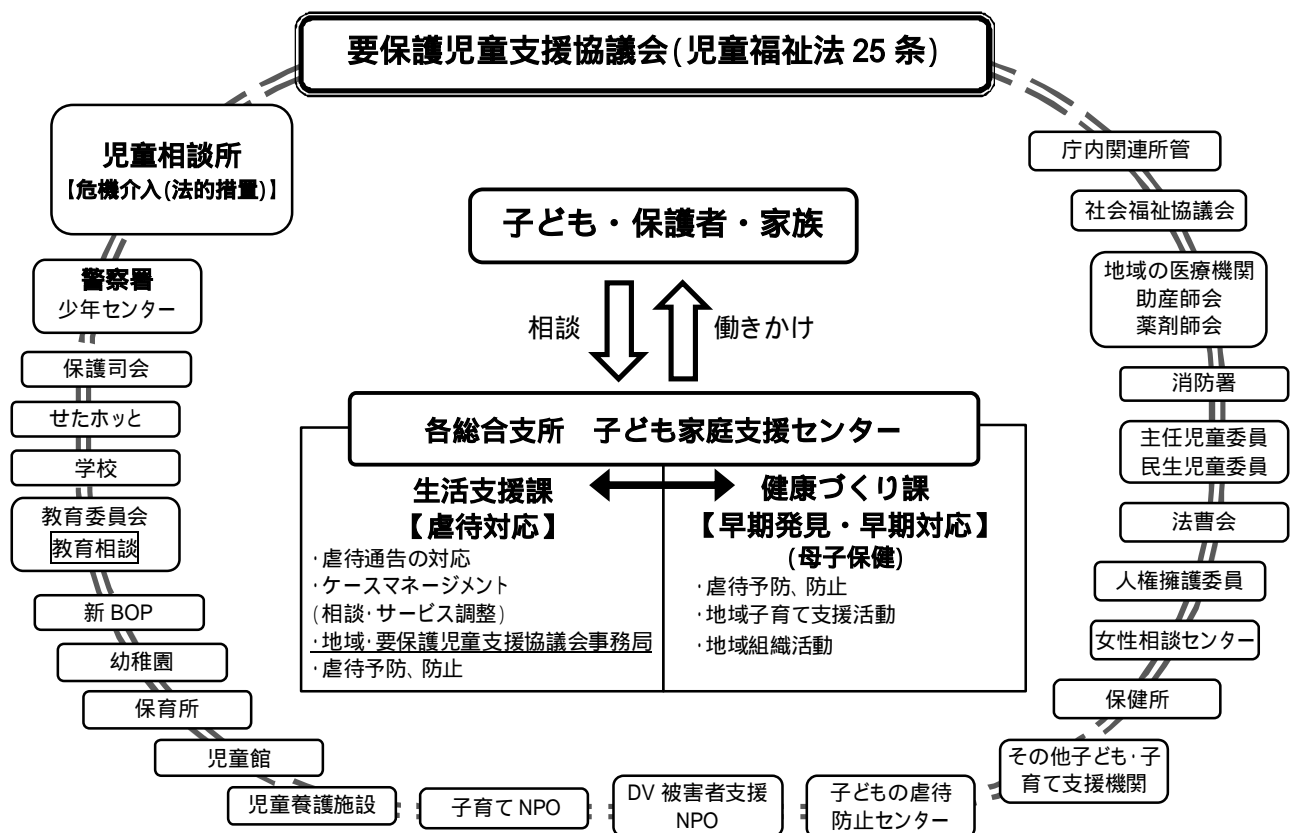 要保護児童支援協議会(児童福祉法 25 条)
児童相談所
【危機介入(法的措置)】
警察署
少年センター
保護司会
せたホッと
学校
教育委員会
教育相談
新 BOP
幼稚園
保育所
児童館
児童養護施設
子育て NPO
DV 被害者支援
NPO
子どもの虐待
防止センター
庁内関連所管
社会福祉協議会
地域の医療機関
助産師会
薬剤師会
消防署
主任児童委員
民生児童委員
法曹会
人権擁護委員
女性相談センター
保健所
その他子ども・子
育て支援機関
子ども・保護者・家族
相談
働きかけ
各総合支所 子ども家庭支援センター
生活支援課
【虐待対応】
・虐待通告の対応
・ケースマネージメント
(相談・サービス調整)
・地域・要保護児童支援協議会事務局
・虐待予防、防止
健康づくり課
【早期発見・早期対応】
(母子保健)
・虐待予防、防止
・地域子育て支援活動
・地域組織活動